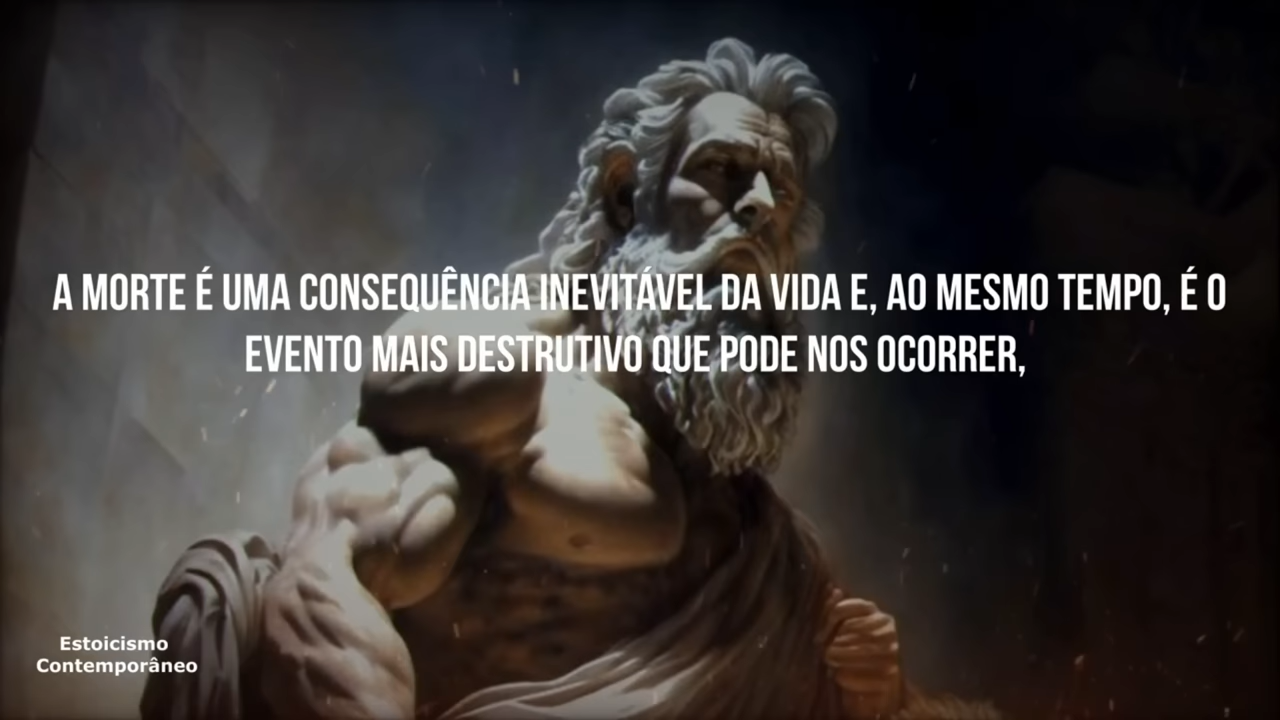 A MORTE É UMA CONSEQUÊNCIA INEVITÁVEL DA VIDA E, AO MESMO TEMPO, É O
EVENTO MAIS DESTRUTIVO QUE PODE NOS OCORRER,
Estoicismo
Contemporâneo